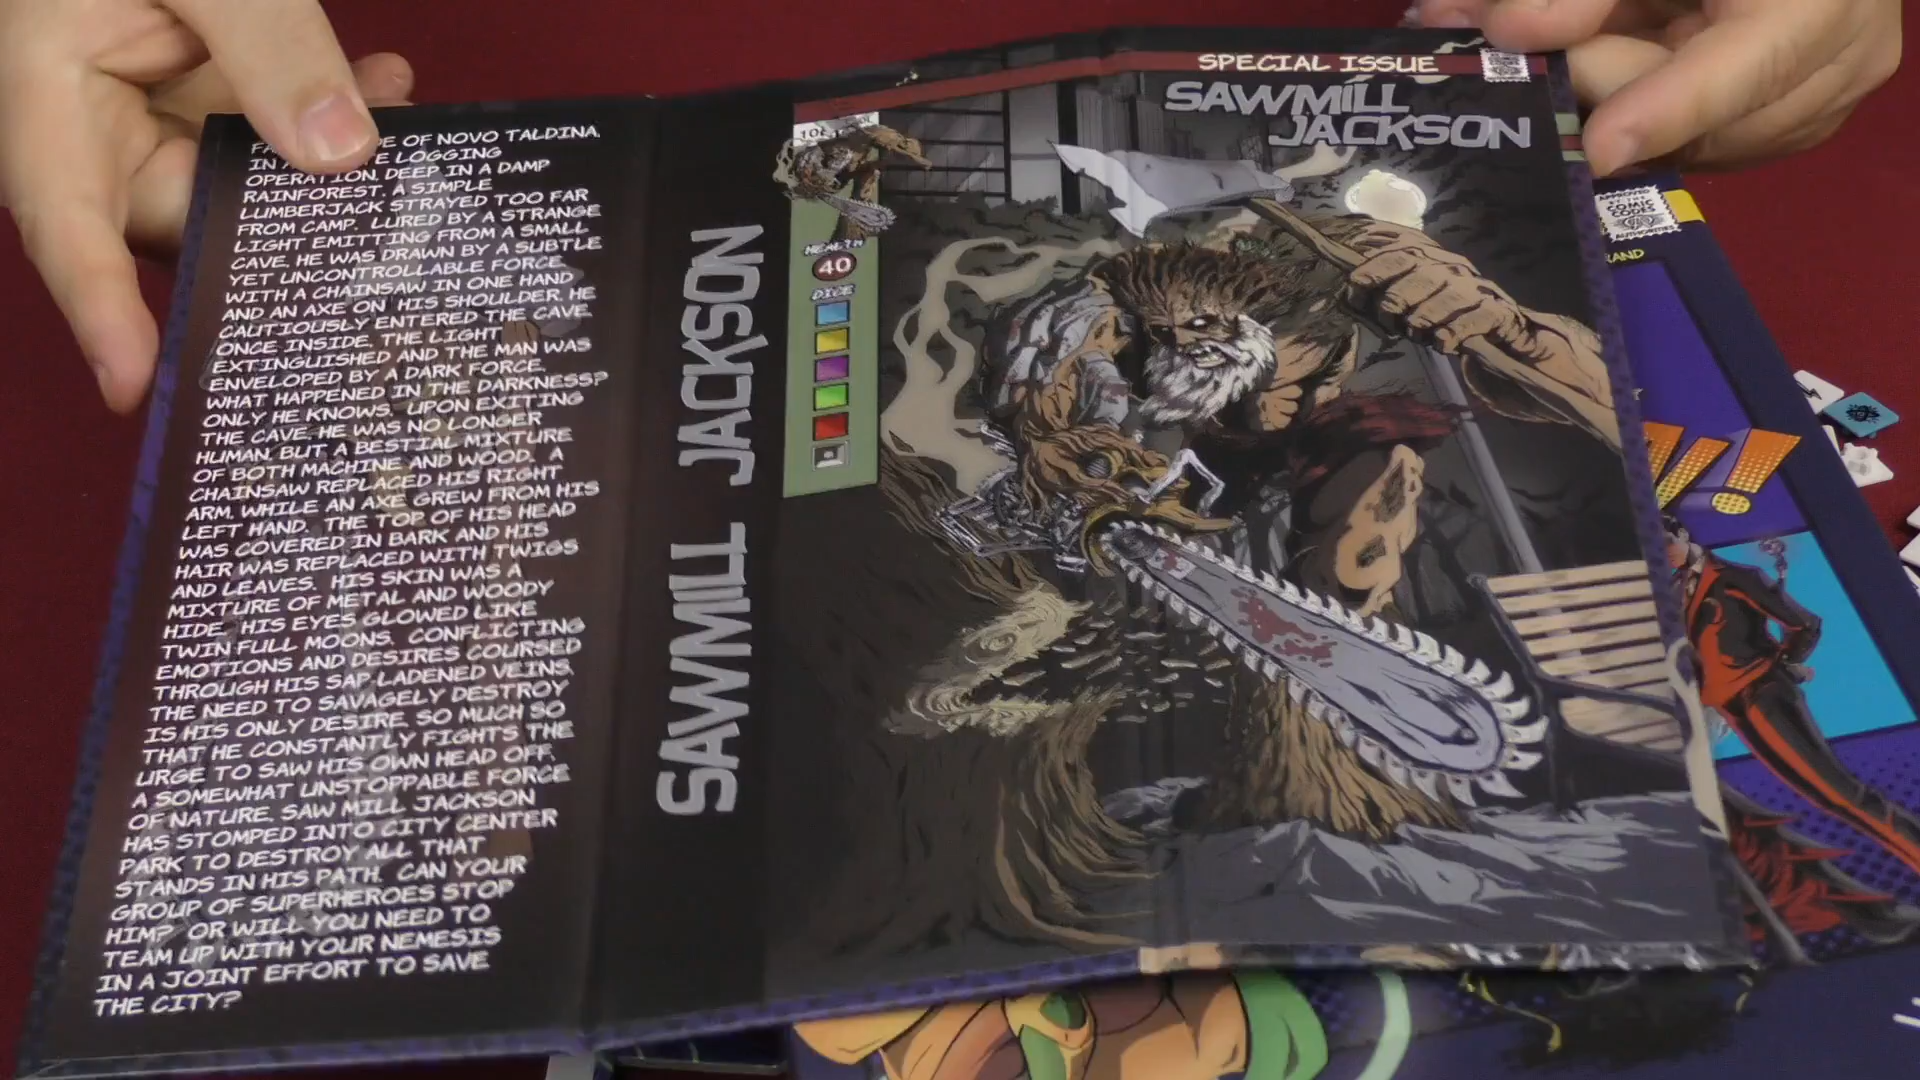 OF NOVO TALDINA.
LOGGING
OPERATION, DEEP IN A DAMP
RAINFOREST, A SIMPLE
LUMBERJACK STRAYED TOO FAR
FROM CAMP. LURED BY A STRANGE
LIGHT EMITTING FROM A SMALL
CAVE, HE WAS DRAWN BY A SUBTLE
YET UNCONTROLLABLE FORCE.
WITH A CHAINSAW IN ONE HAND
AND AN AXE ON HIS SHOULDER, HE
CAUTIOUSLY ENTERED THE CAVE.
ONCE INSIDE, THE LIGHT
EXTINGUISHED AND THE MAN WAS
ENVELOPED BY A DARK FORCE.
WHAT HAPPENED IN THE DARKNESS?
ONLY HE KNOWS. UPON EXITING
THE CAVE, HE WAS NO LONGER
HUMAN, BUT A BESTIAL MIXTURE
OF BOTH MACHINE AND WOOD. A
CHAINSAW REPLACED HIS RIGHT
ARM, WHILE AN AXE GREW FROM HIS
LEFT HAND. THE TOP OF HIS HEAD
WAS COVERED IN BARK AND HIS
HAIR WAS REPLACED WITH TWIGS
AND LEAVES. HIS SKIN WAS A
MIXTURE OF METAL AND WOODY
HIDE. HIS EYES GLOWED LIKE
TWIN FULL MOONS. CONFLICTING
EMOTIONS AND DESIRES COURSED
THROUGH HIS SAP-LADENED VEINS.
THE NEED TO SAVAGELY DESTROY
IS HIS ONLY DESIRE, SO MUCH SO
THAT HE CONSTANTLY FIGHTS THE
URGE TO SAW HIS OWN HEAD OFF.
A SOMEWHAT UNSTOPPABLE FORCE
OF NATURE, SAW MILL JACKSON
HAS STOMPED INTO CITY CENTER
PARK TO DESTROY ALL THAT
STANDS IN HIS PATH. CAN YOUR
GROUP OF SUPERHEROES STOP
HIM? OR WILL YOU NEED TO
TEAM UP WITH YOUR NEMESIS
IN A JOINT EFFORT TO SAVE
THE CITY?
SAWMILL JACKSON
HEALTH
40
DICE
SPECIAL ISSUE
SAWMILL
JACKSON
APPROVED
BY THE
COMIC
CODES
AUTHORITY